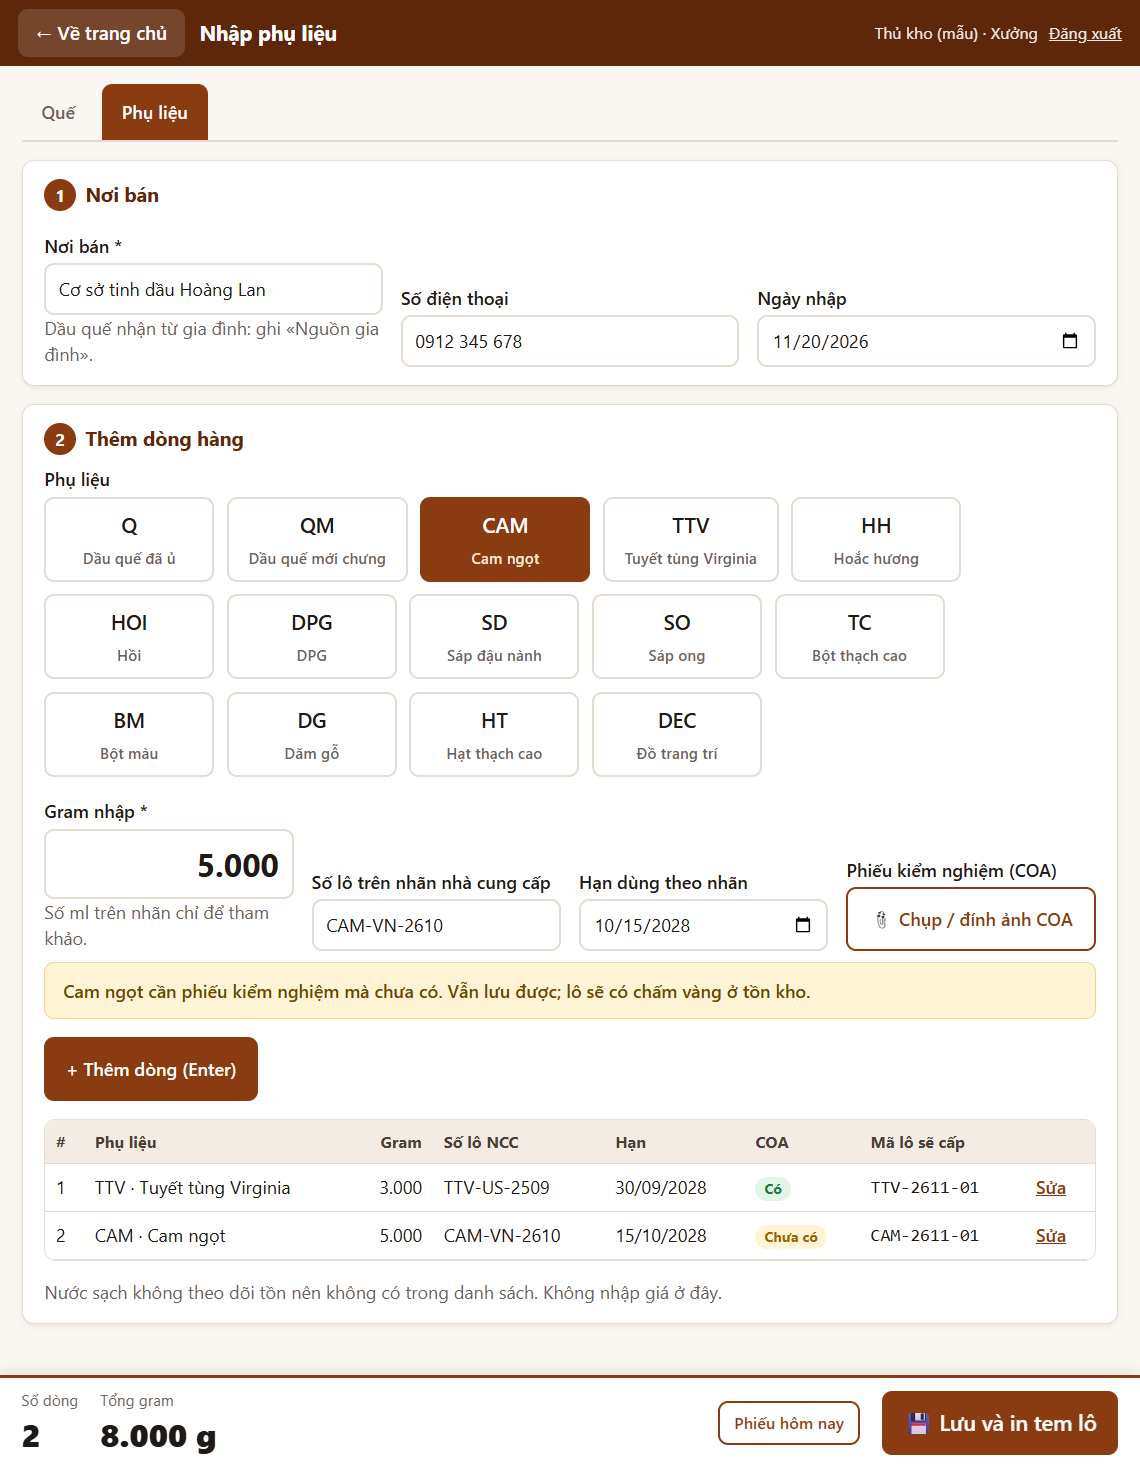 ← Về trang chủ
Nhập phụ liệu
Thủ kho (mẫu) · Xưởng Đăng xuất
Quế
Phụ liệu
1 Nơi bán
Nơi bán *
Cơ sở tinh dầu Hoàng Lan
Dầu quế nhận từ gia đình: ghi «Nguồn gia đình».
Số điện thoại
0912 345 678
Ngày nhập
11/20/2026
2 Thêm dòng hàng
Phụ liệu
Q
Dầu quế đã ủ
QM
Dầu quế mới chưng
CAM
Cam ngọt
TTV
Tuyết tùng Virginia
HH
Hoắc hương
HOI
Hồi
DPG
DPG
SD
Sáp đậu nành
SO
Sáp ong
TC
Bột thạch cao
BM
Bột màu
DG
Dăm gỗ
HT
Hạt thạch cao
DEC
Đồ trang trí
Gram nhập *
5.000
Số ml trên nhãn chỉ để tham khảo.
Số lô trên nhãn nhà cung cấp
CAM-VN-2610
Hạn dùng theo nhãn
10/15/2028
Phiếu kiểm nghiệm (COA)
Chụp / đính ảnh COA
Cam ngọt cần phiếu kiểm nghiệm mà chưa có. Vẫn lưu được; lô sẽ có chấm vàng ở tồn kho.
+ Thêm dòng (Enter)
# Phụ liệu Gram Số lô NCC Hạn COA Mã lô sẽ cấp
1 TTV · Tuyết tùng Virginia 3.000 TTV-US-2509 30/09/2028 Có TTV-2611-01 Sửa
2 CAM · Cam ngọt 5.000 CAM-VN-2610 15/10/2028 Chưa có CAM-2611-01 Sửa
Nước sạch không theo dõi tồn nên không có trong danh sách. Không nhập giá ở đây.
Số dòng
2
Tổng gram
8.000 g
Phiếu hôm nay
Lưu và in tem lô